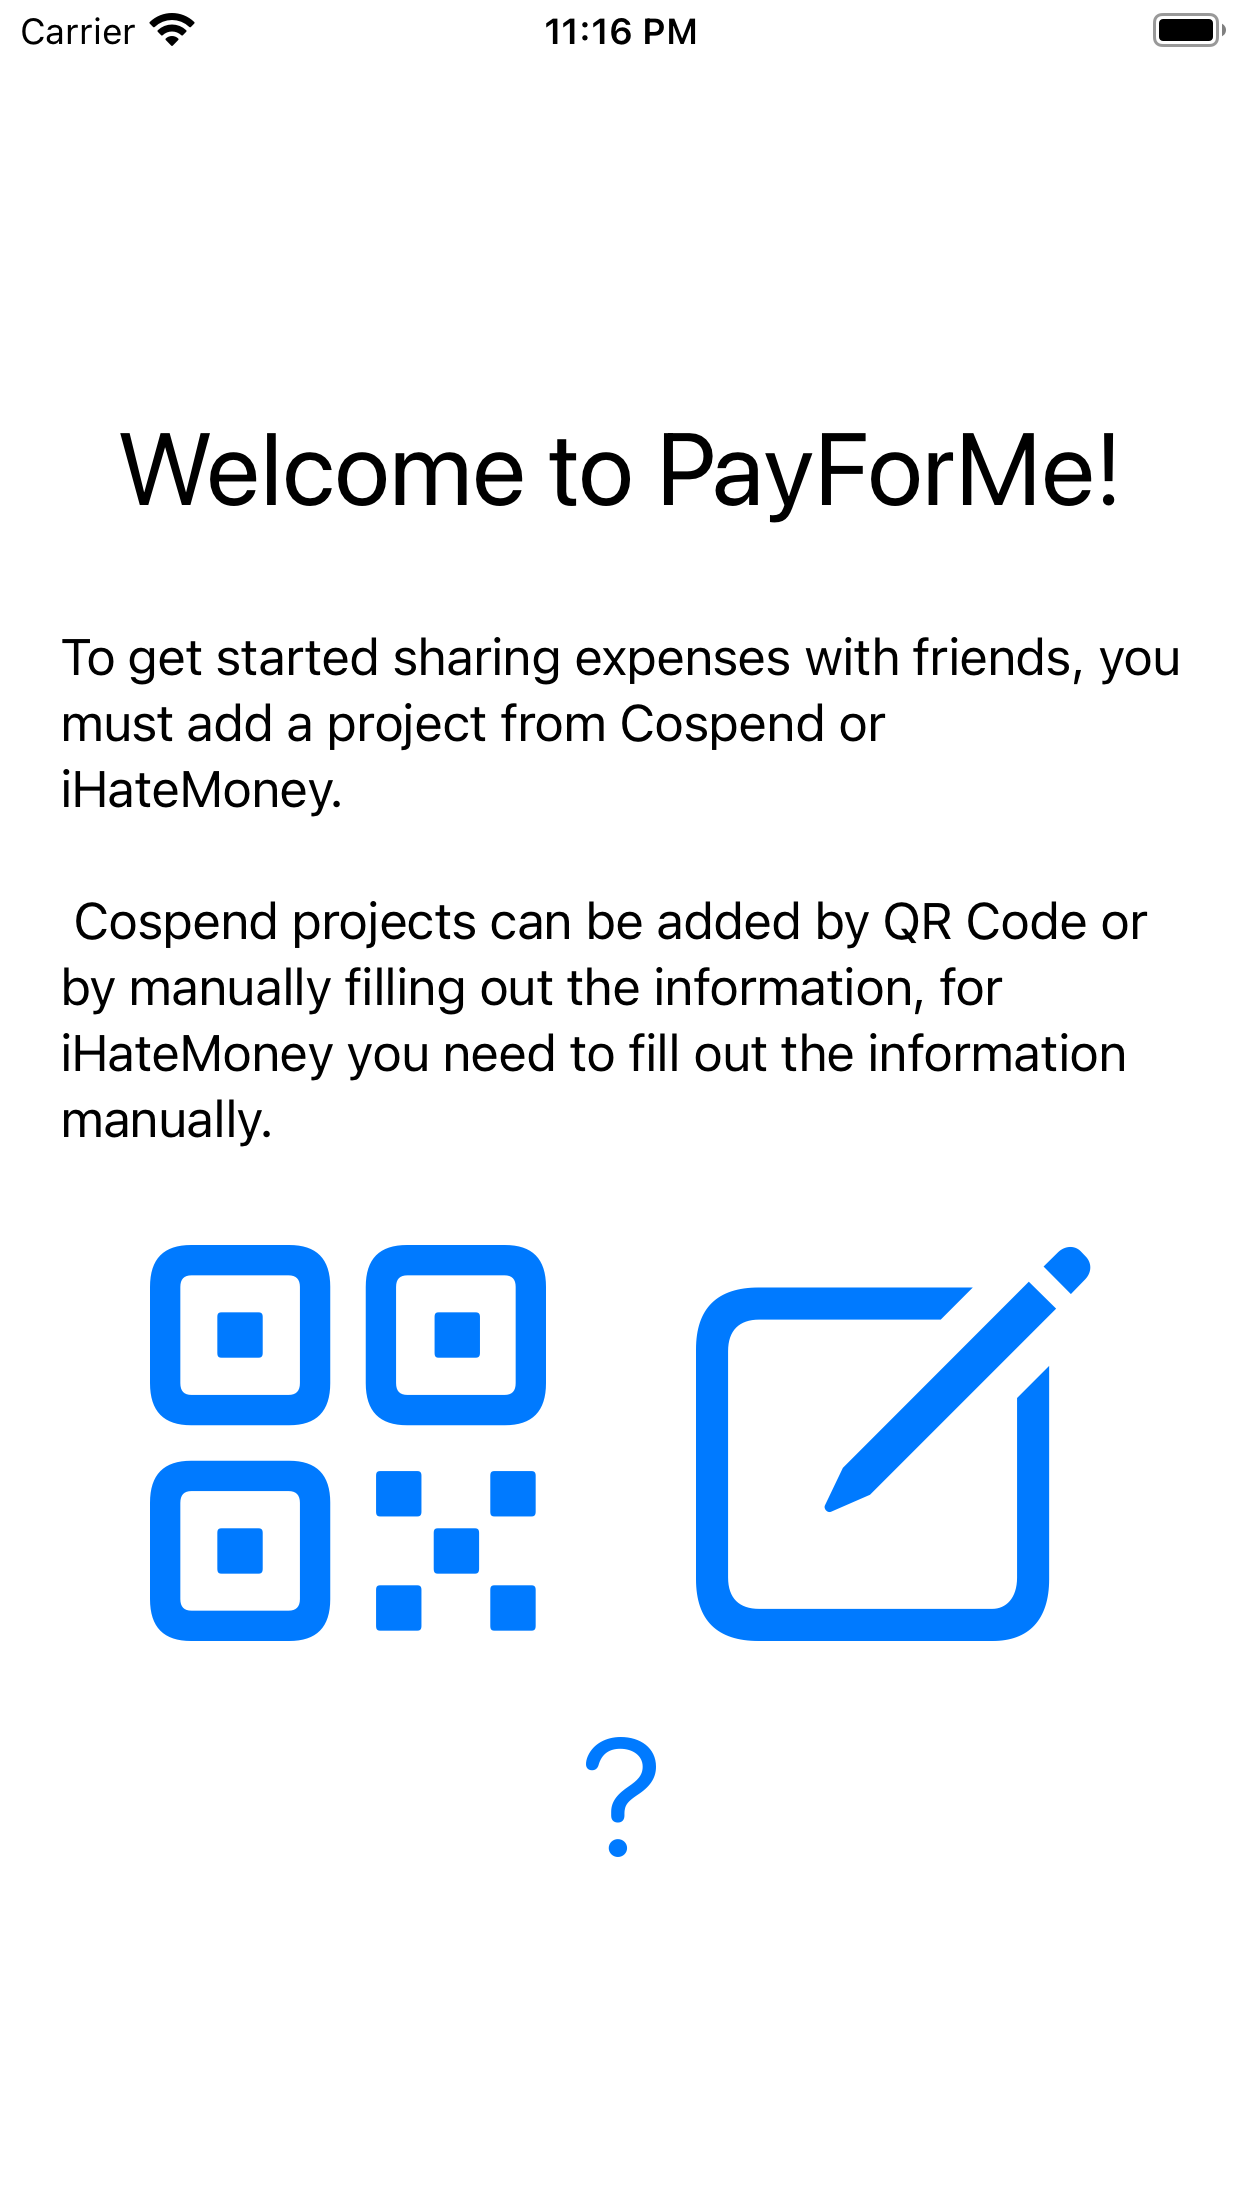 Carrier 11:16 PM
Welcome to PayForMe!
To get started sharing expenses with friends, you
must add a project from Cospend or
iHateMoney.
Cospend projects can be added by QR Code or
by manually filling out the information, for
iHateMoney you need to fill out the information
manually.
?